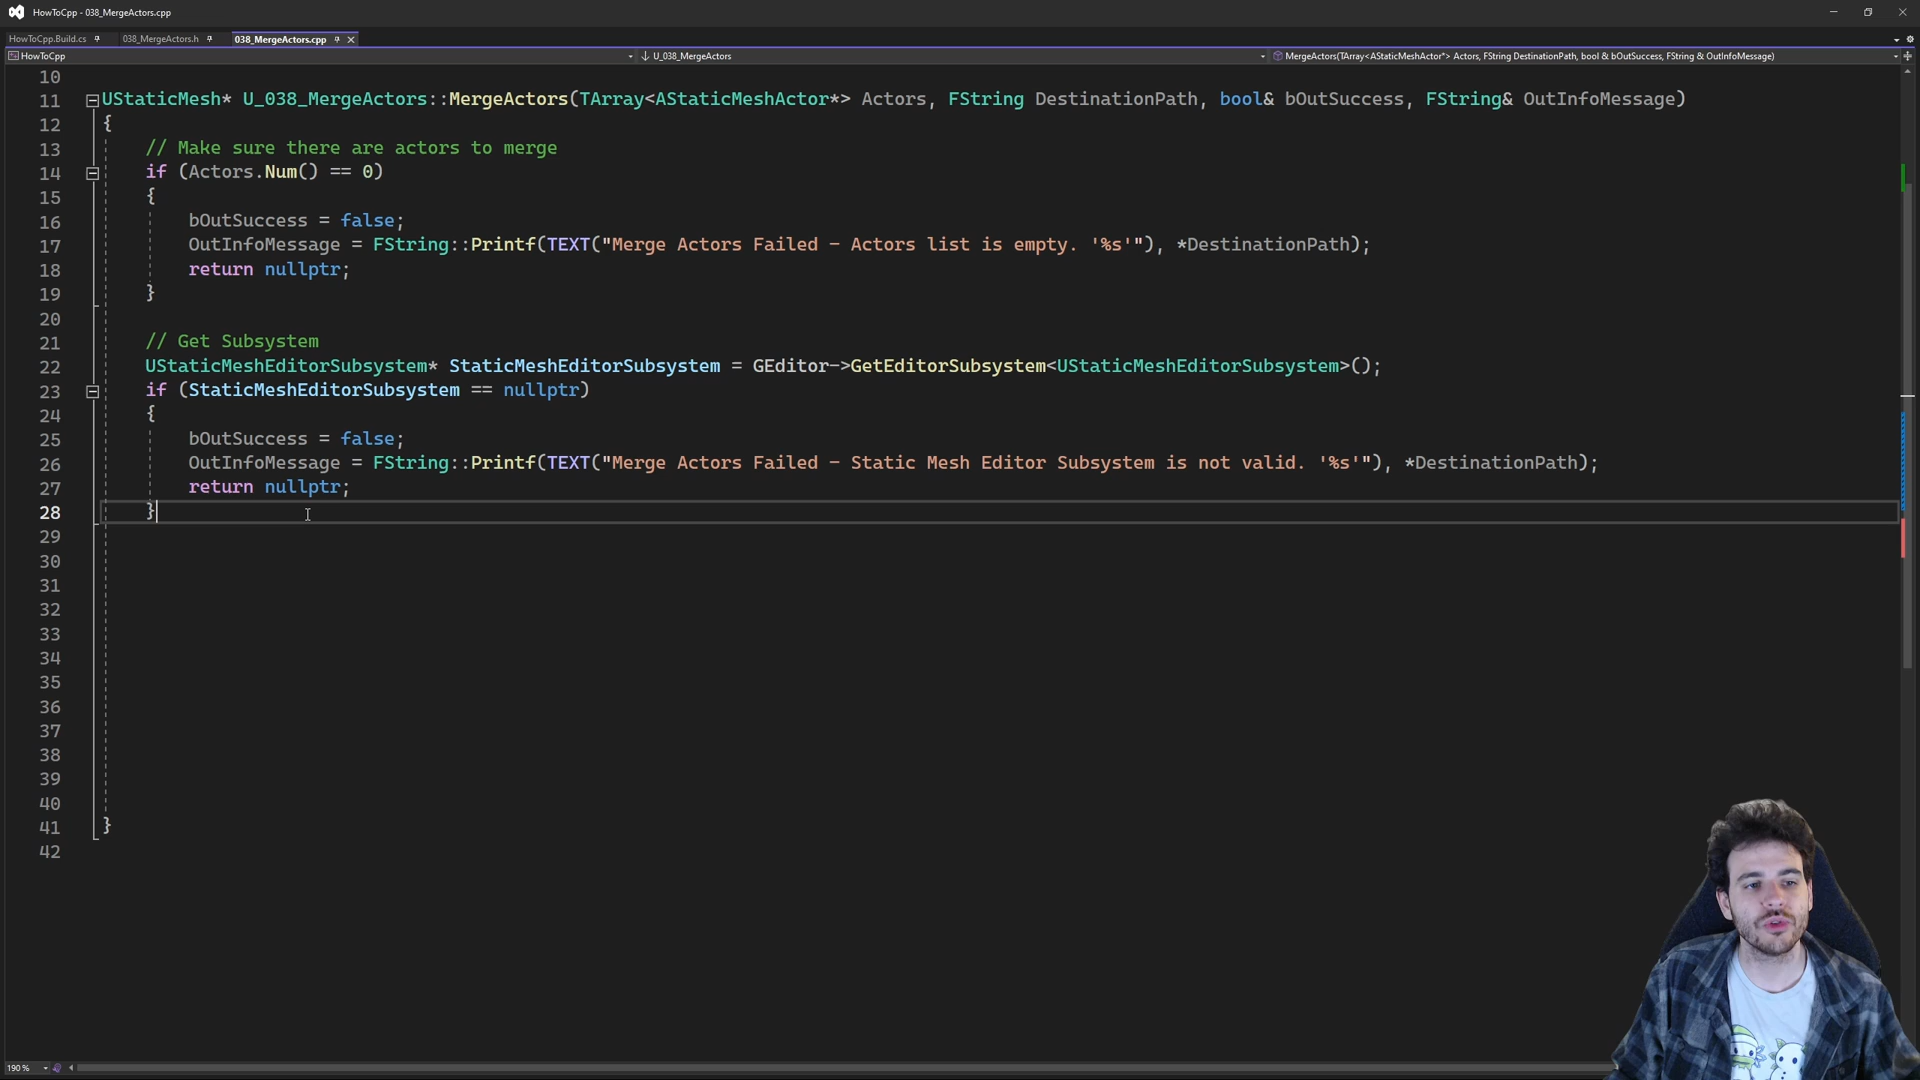 HowToCpp - 038_MergeActors.cpp
HowToCpp.Build.cs 038_MergeActors.h 038_MergeActors.cpp
HowToCpp U_038_MergeActors MergeActors(TArray<AStaticMeshActor*> Actors, FString DestinationPath, bool & bOutSuccess, FString & OutInfoMessage)
10
11 UStaticMesh* U_038_MergeActors::MergeActors(TArray<AStaticMeshActor*> Actors, FString DestinationPath, bool& bOutSuccess, FString& OutInfoMessage)
12 {
13 // Make sure there are actors to merge
14 if (Actors.Num() == 0)
15 {
16 bOutSuccess = false;
17 OutInfoMessage = FString::Printf(TEXT("Merge Actors Failed - Actors list is empty. '%s'"), *DestinationPath);
18 return nullptr;
19 }
20
21 // Get Subsystem
22 UStaticMeshEditorSubsystem* StaticMeshEditorSubsystem = GEditor->GetEditorSubsystem<UStaticMeshEditorSubsystem>();
23 if (StaticMeshEditorSubsystem == nullptr)
24 {
25 bOutSuccess = false;
26 OutInfoMessage = FString::Printf(TEXT("Merge Actors Failed - Static Mesh Editor Subsystem is not valid. '%s'"), *DestinationPath);
27 return nullptr;
28 }
29
30
31
32
33
34
35
36
37
38
39
40
41 }
42
190 %